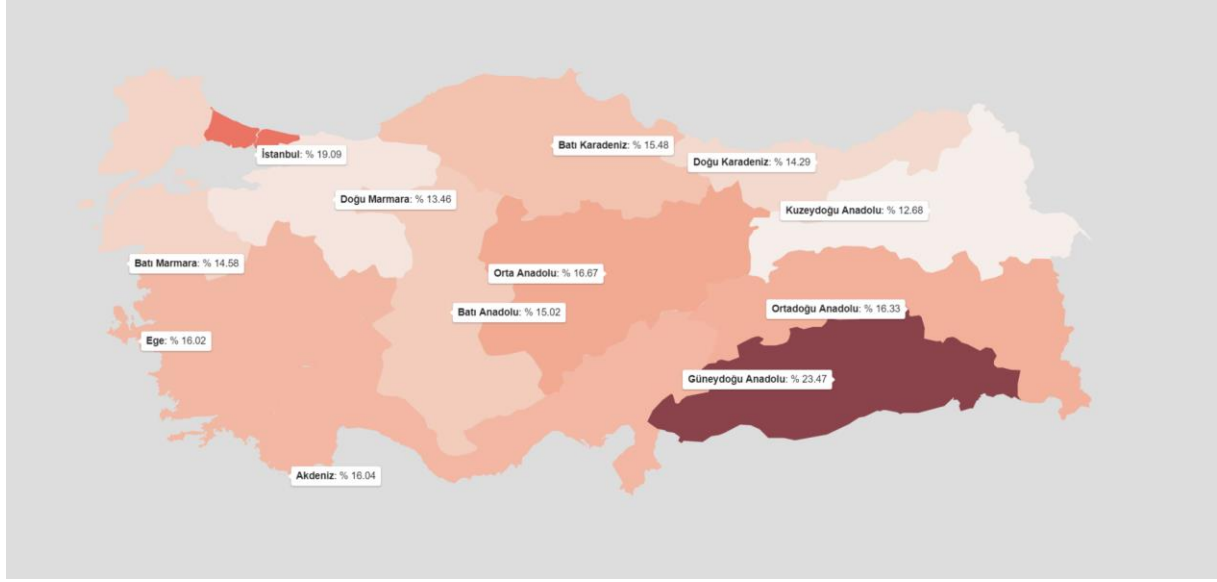 Batı Karadeniz: % 15.48
İstanbul: % 19.09
Doğu Karadeniz: % 14.29
Doğu Marmara: % 13.46
Kuzeydoğu Anadolu: % 12.68
Batı Marmara: % 14.58
Orta Anadolu: % 16.67
Ortadoğu Anadolu: % 16.33
Batı Anadolu: % 15.02
Ege: % 16.02
Güneydoğu Anadolu: % 23.47
Akdeniz: % 16.04